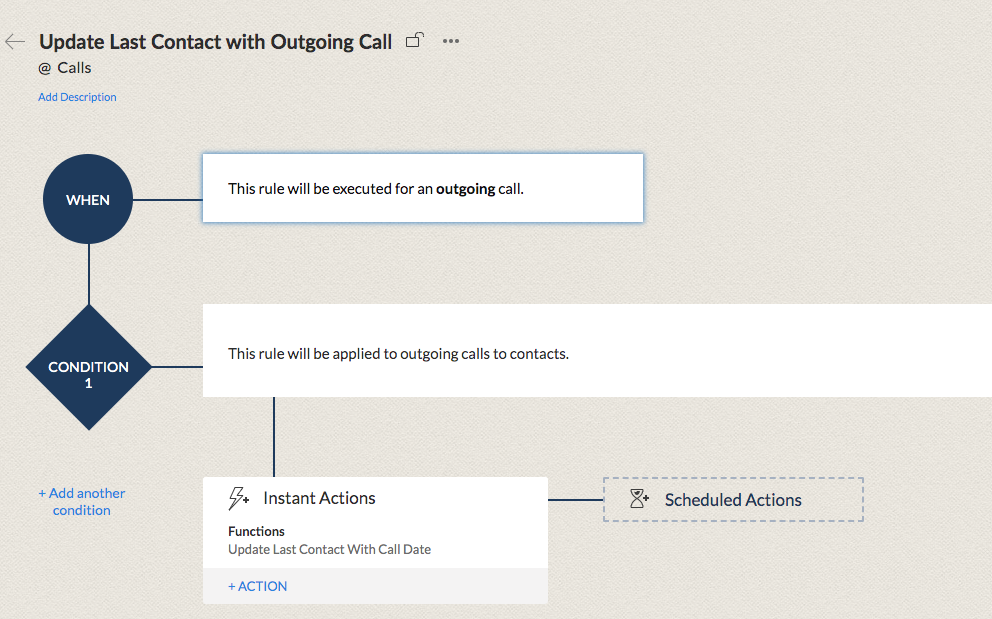 Update Last Contact with Outgoing Call
@ Calls
Add Description
WHEN
This rule will be executed for an outgoing call.
CONDITION
1
This rule will be applied to outgoing calls to contacts.
+ Add another
condition
Instant Actions
Functions
Update Last Contact With Call Date
+ ACTION
Scheduled Actions